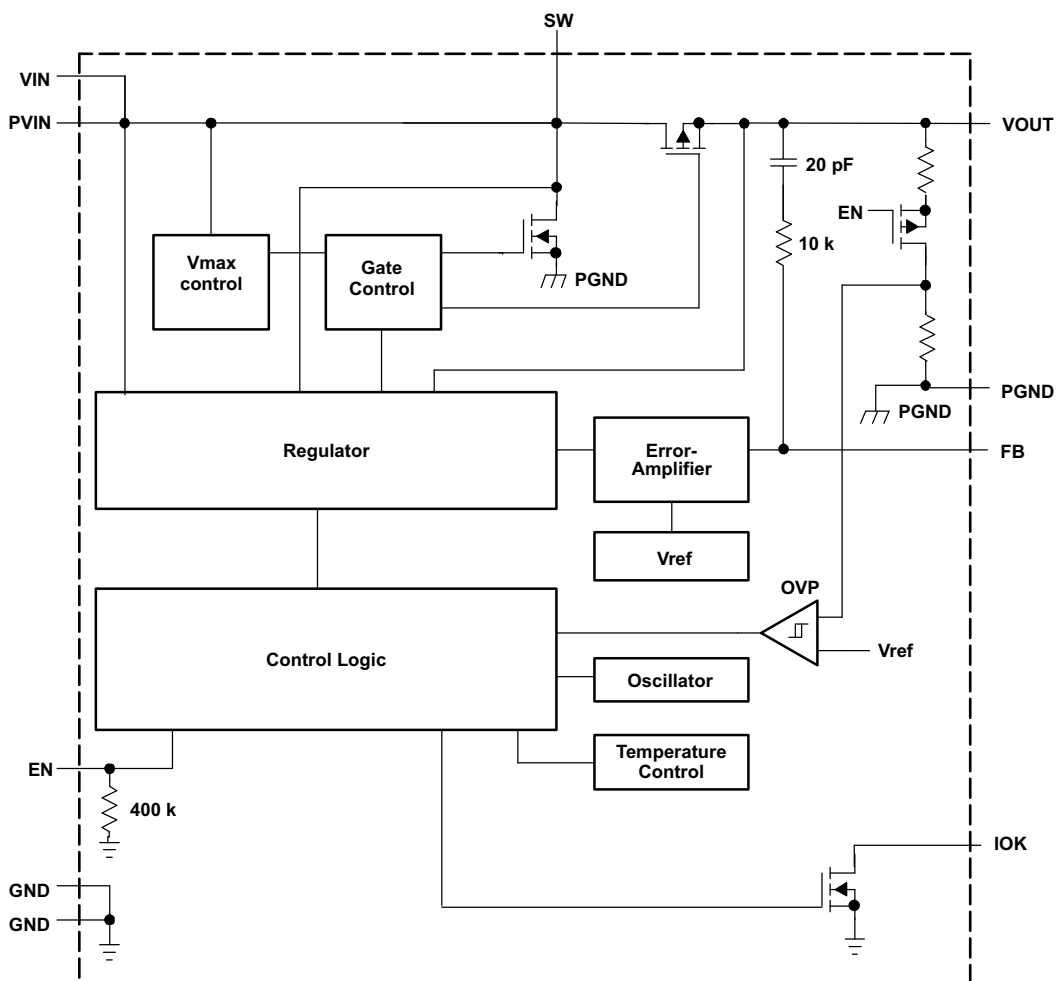 SW
VIN
PVIN
VOUT
20 pF
EN
10 k
Vmax
control
Gate
Control
PGND
PGND
PGND
Regulator
Error-
Amplifier
FB
Vref
OVP
Control Logic
Vref
Oscillator
Temperature
Control
EN
400 k
IOK
GND
GND